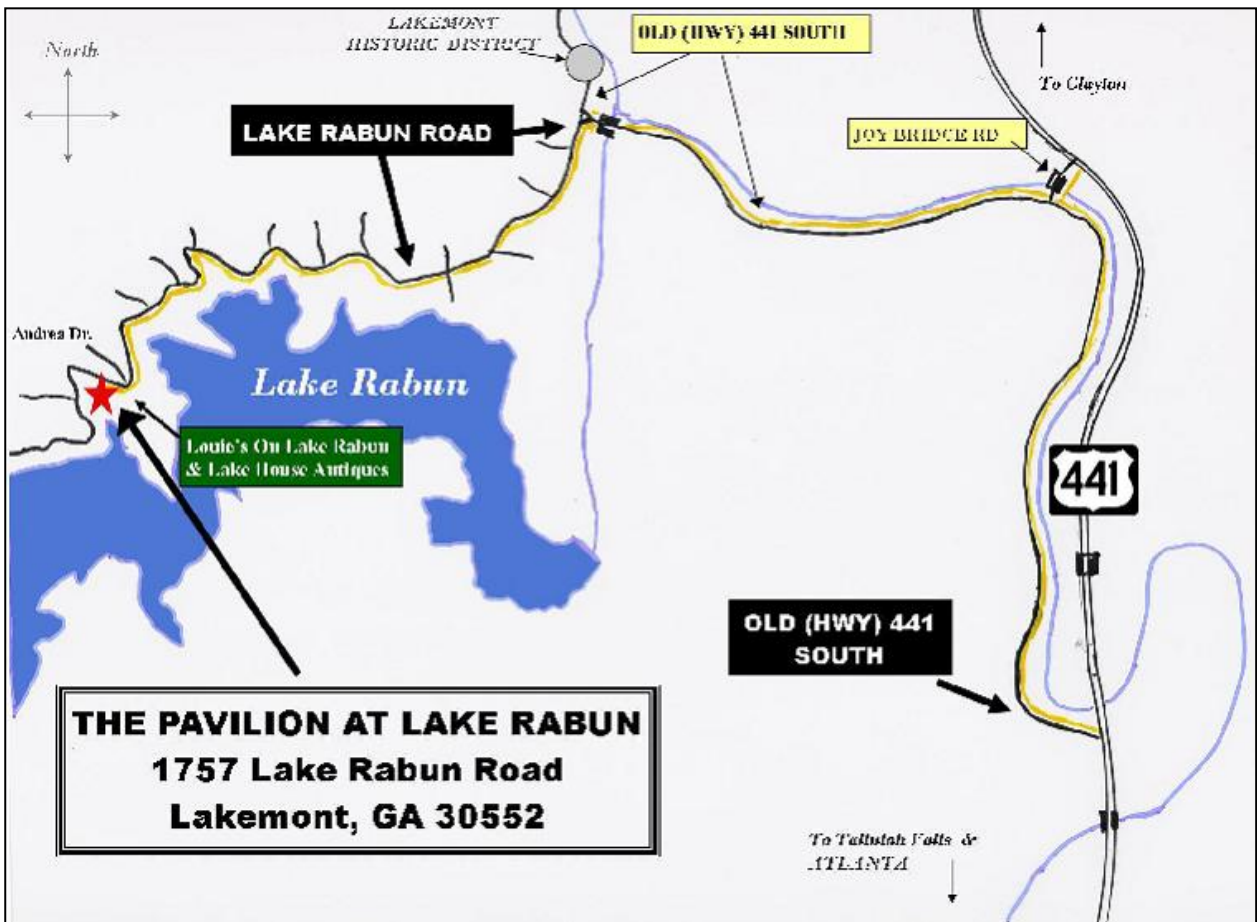 LAKEMONT
HISTORIC DISTRICT
OLD (HWY) 441 SOUTH
North
To Clayton
LAKE RABUN ROAD
JOY BRIDGE RD
Andrea Dr.
Lake Rabun
Louie's On Lake Rabun
& Lake House Antiques
441
OLD (HWY) 441
SOUTH
THE PAVILION AT LAKE RABUN
1757 Lake Rabun Road
Lakemont, GA 30552
To Tallulah Falls &
ATLANTA